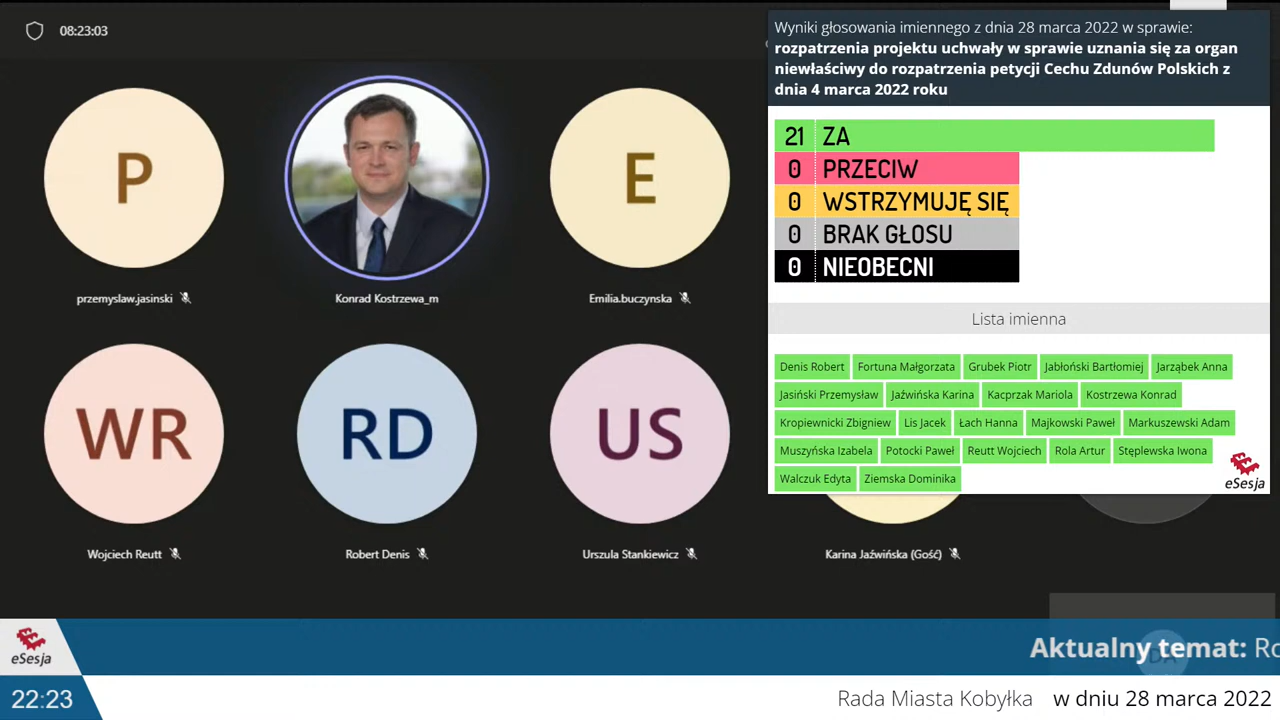 08:23:03
Wyniki głosowania imiennego z dnia 28 marca 2022 w sprawie:
rozpatrzenia projektu uchwały w sprawie uznania się za organ
niewłaściwy do rozpatrzenia petycji Cechu Zdunów Polskich z
dnia 4 marca 2022 roku
21 ZA
0 PRZECIW
0 WSTRZYMUJĘ SIĘ
0 BRAK GŁOSU
0 NIEOBECNI
Lista imienna
Denis Robert Fortuna Małgorzata Grubek Piotr Jabłoński Bartłomiej Jarząbek Anna
Jasiński Przemysław Jaźwińska Karina Kacprzak Mariola Kostrzewa Konrad
Kropiewnicki Zbigniew Lis Jacek Łach Hanna Majkowski Paweł Markuszewski Adam
Muszyńska Izabela Potocki Paweł Reutt Wojciech Rola Artur Stęplewska Iwona
Walczuk Edyta Ziemska Dominika
eSesja
P
E
przemyslaw.jasinski
Konrad Kostrzewa_m
Emilia.buczynska
WR
RD
US
Wojciech Reutt
Robert Denis
Urszula Stankiewicz
Karina Jaźwińska (Gość)
eSesja
Aktualny temat: Ro
DA
22:23
Rada Miasta Kobyłka w dniu 28 marca 2022